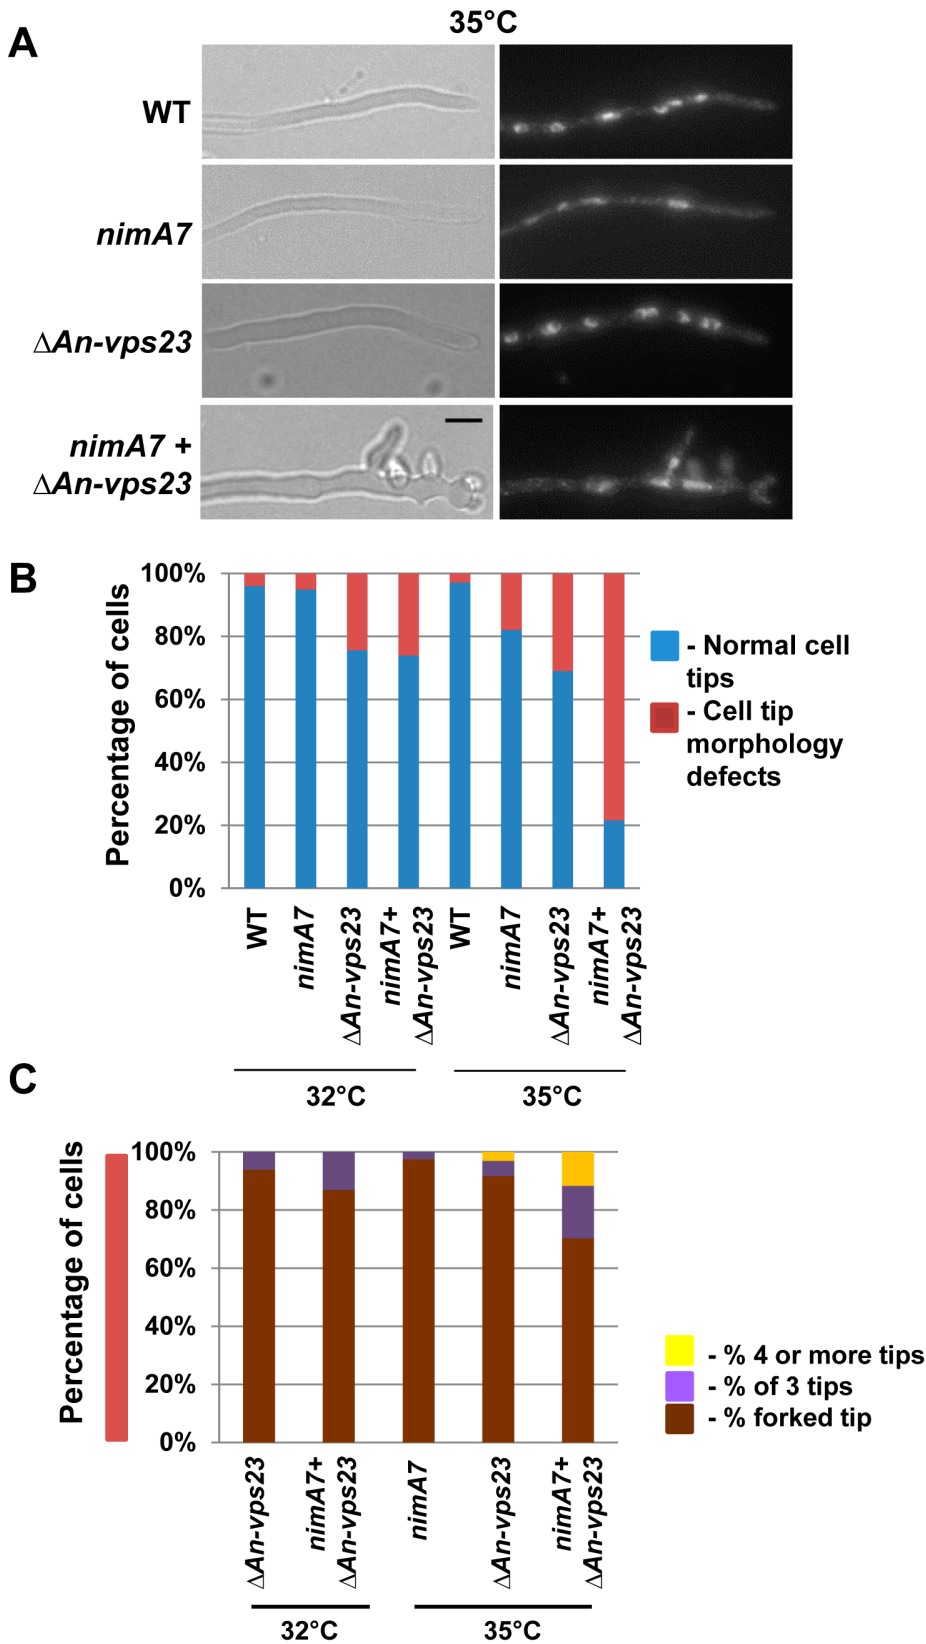 35°C
A
WT
nimA7
ΔAn-vps23
nimA7 +
ΔAn-vps23
B
Percentage of cells
100%
80%
60%
40%
20%
0%
- Normal cell
tips
- Cell tip
morphology
defects
WT
nimA7
ΔAn-vps23
nimA7+
ΔAn-vps23
WT
nimA7
ΔAn-vps23
nimA7+
ΔAn-vps23
32°C
35°C
C
Percentage of cells
100%
80%
60%
40%
20%
0%
- % 4 or more tips
- % of 3 tips
- % forked tip
ΔAn-vps23
nimA7+
ΔAn-vps23
nimA7
ΔAn-vps23
nimA7+
ΔAn-vps23
32°C
35°C